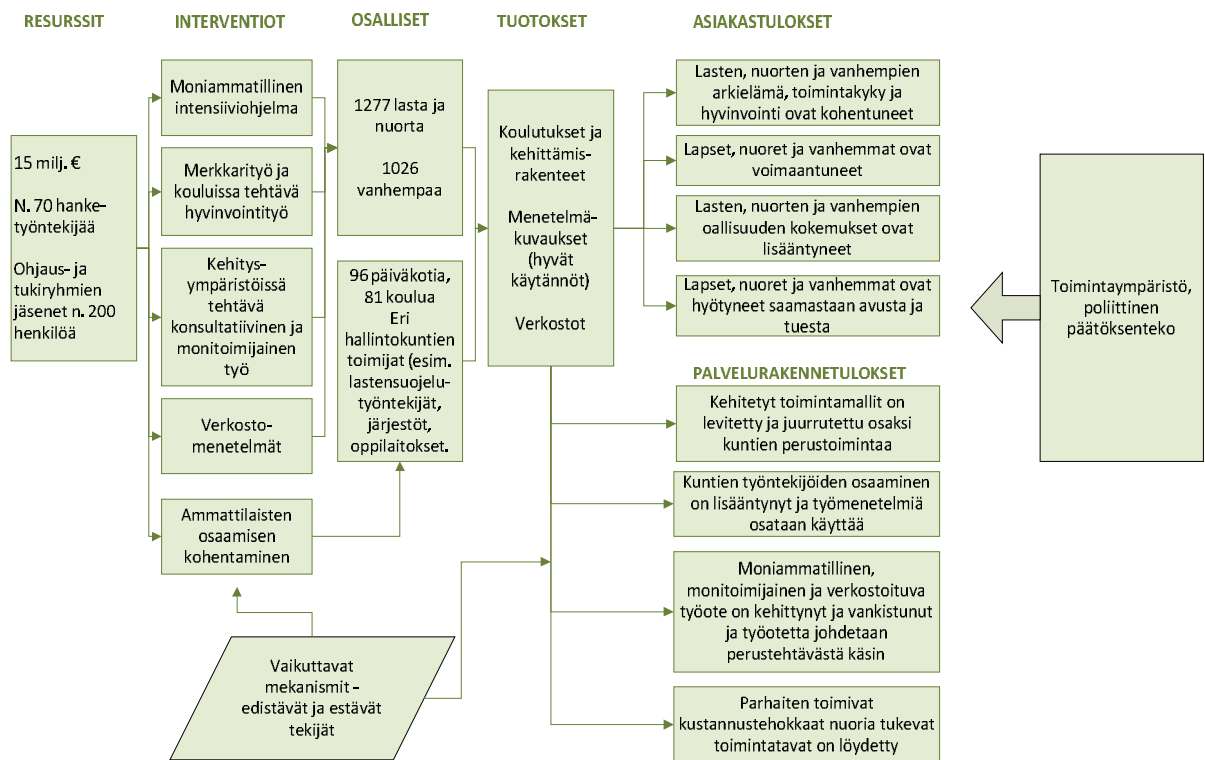 RESURSSIT
INTERVENTIOT
OSALLISET
TUOTOKSET
ASIAKASTULOKSET
15 milj. €
N. 70 hanke-
työntekijää
Ohjaus- ja
tukiryhmien
jäsenet n. 200
henkilöä
Moniammatillinen
intensiiviohjelma
Merkkarityö ja
kouluissa tehtävä
hyvinvointityö
Kehitys-
ympäristöissä
tehtävä
konsultatiivinen ja
monitoimijainen
työ
Verkosto-
menetelmät
Ammattilaisten
osaamisen
kohentaminen
1277 lasta ja
nuorta
1026
vanhempaa
96 päiväkotia,
81 koulua
Eri
hallintokuntien
toimijat (esim.
lastensuojelu-
työntekijät,
järjestöt,
oppilaitokset.
Koulutukset ja
kehittämis-
rakenteet
Menetelmä-
kuvaukset
(hyvät
käytännöt)
Verkostot
Lasten, nuorten ja vanhempien
arkielämä, toimintakyky ja
hyvinvointi ovat kohentuneet
Lapset, nuoret ja vanhemmat ovat
voimaantuneet
Lasten, nuorten ja vanhempien
oallisuuden kokemukset ovat
lisääntyneet
Lapset, nuoret ja vanhemmat ovat
hyötyneet saamastaan avusta ja
tuesta
PALVELURAKENNETULOKSET
Kehitetyt toimintamallit on
levitetty ja juurrutettu osaksi
kuntien perustoimintaa
Kuntien työntekijöiden osaaminen
on lisääntynyt ja työmenetelmiä
osataan käyttää
Moniammatillinen,
monitoimijainen ja verkostoituva
työote on kehittynyt ja vankistunut
ja työotetta johdetaan
perustehtävästä käsin
Parhaiten toimivat
kustannustehokkaat nuoria tukevat
toimintatavat on löydetty
Toimintaympäristö,
poliittinen
päätöksenteko
Vaikuttavat
mekanismit –
edistävät ja estävät
tekijät